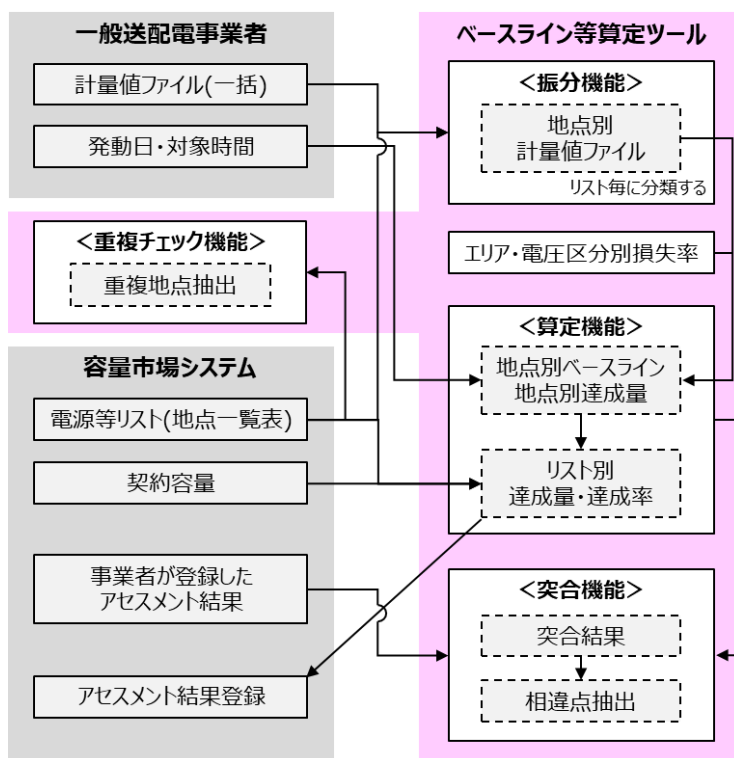 一般送配電事業者
計量値ファイル(一括)
発動日・対象時間
<重複チェック機能>
重複地点抽出
容量市場システム
電源等リスト(地点一覧表)
契約容量
事業者が登録した
アセスメント結果
アセスメント結果登録
ベースライン等算定ツール
<振分機能>
地点別
計量値ファイル
リスト毎に分類する
エリア・電圧区分別損失率
<算定機能>
地点別ベースライン
地点別達成量
リスト別
達成量・達成率
<突合機能>
突合結果
相違点抽出